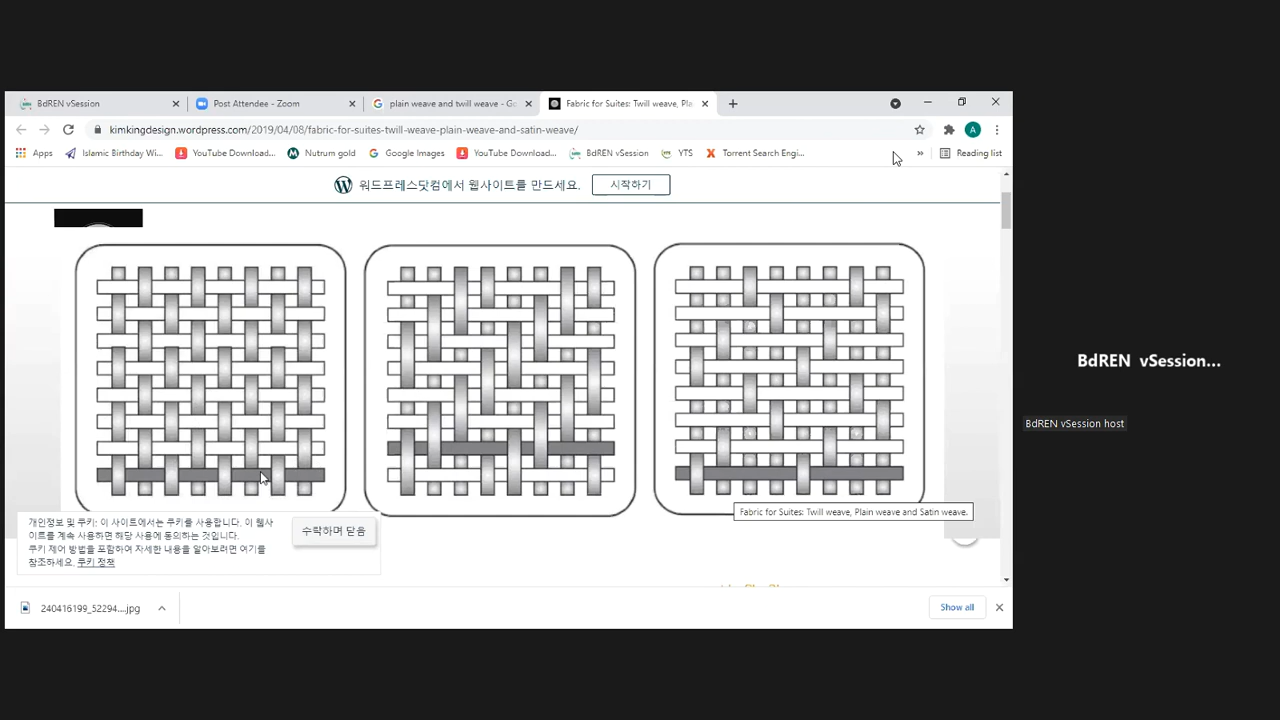 BdREN vSession
Post Attendee - Zoom
plain weave and twill weave - Go
Fabric for Suites: Twill weave, Pla
kimkingdesign.wordpress.com/2019/04/08/fabric-for-suites-twill-weave-plain-weave-and-satin-weave/
Apps
Islamic Birthday Wi...
YouTube Download...
Nutrum gold
Google Images
YouTube Download...
BdREN vSession
YTS
Torrent Search Engi...
Reading list
워드프레스닷컴에서 웹사이트를 만드세요.
시작하기
BdREN vSession...
BdREN vSession host
Fabric for Suites: Twill weave, Plain weave and Satin weave.
개인정보 및 쿠키: 이 사이트에서는 쿠키를 사용합니다. 이 웹사
이트를 계속 사용하면 해당 사용에 동의하는 것입니다.
쿠키 제어 방법을 포함하여 자세한 내용을 알아보려면 여기를
참조하세요. 쿠키 정책
수락하며 닫음
240416199_52294....jpg
Show all